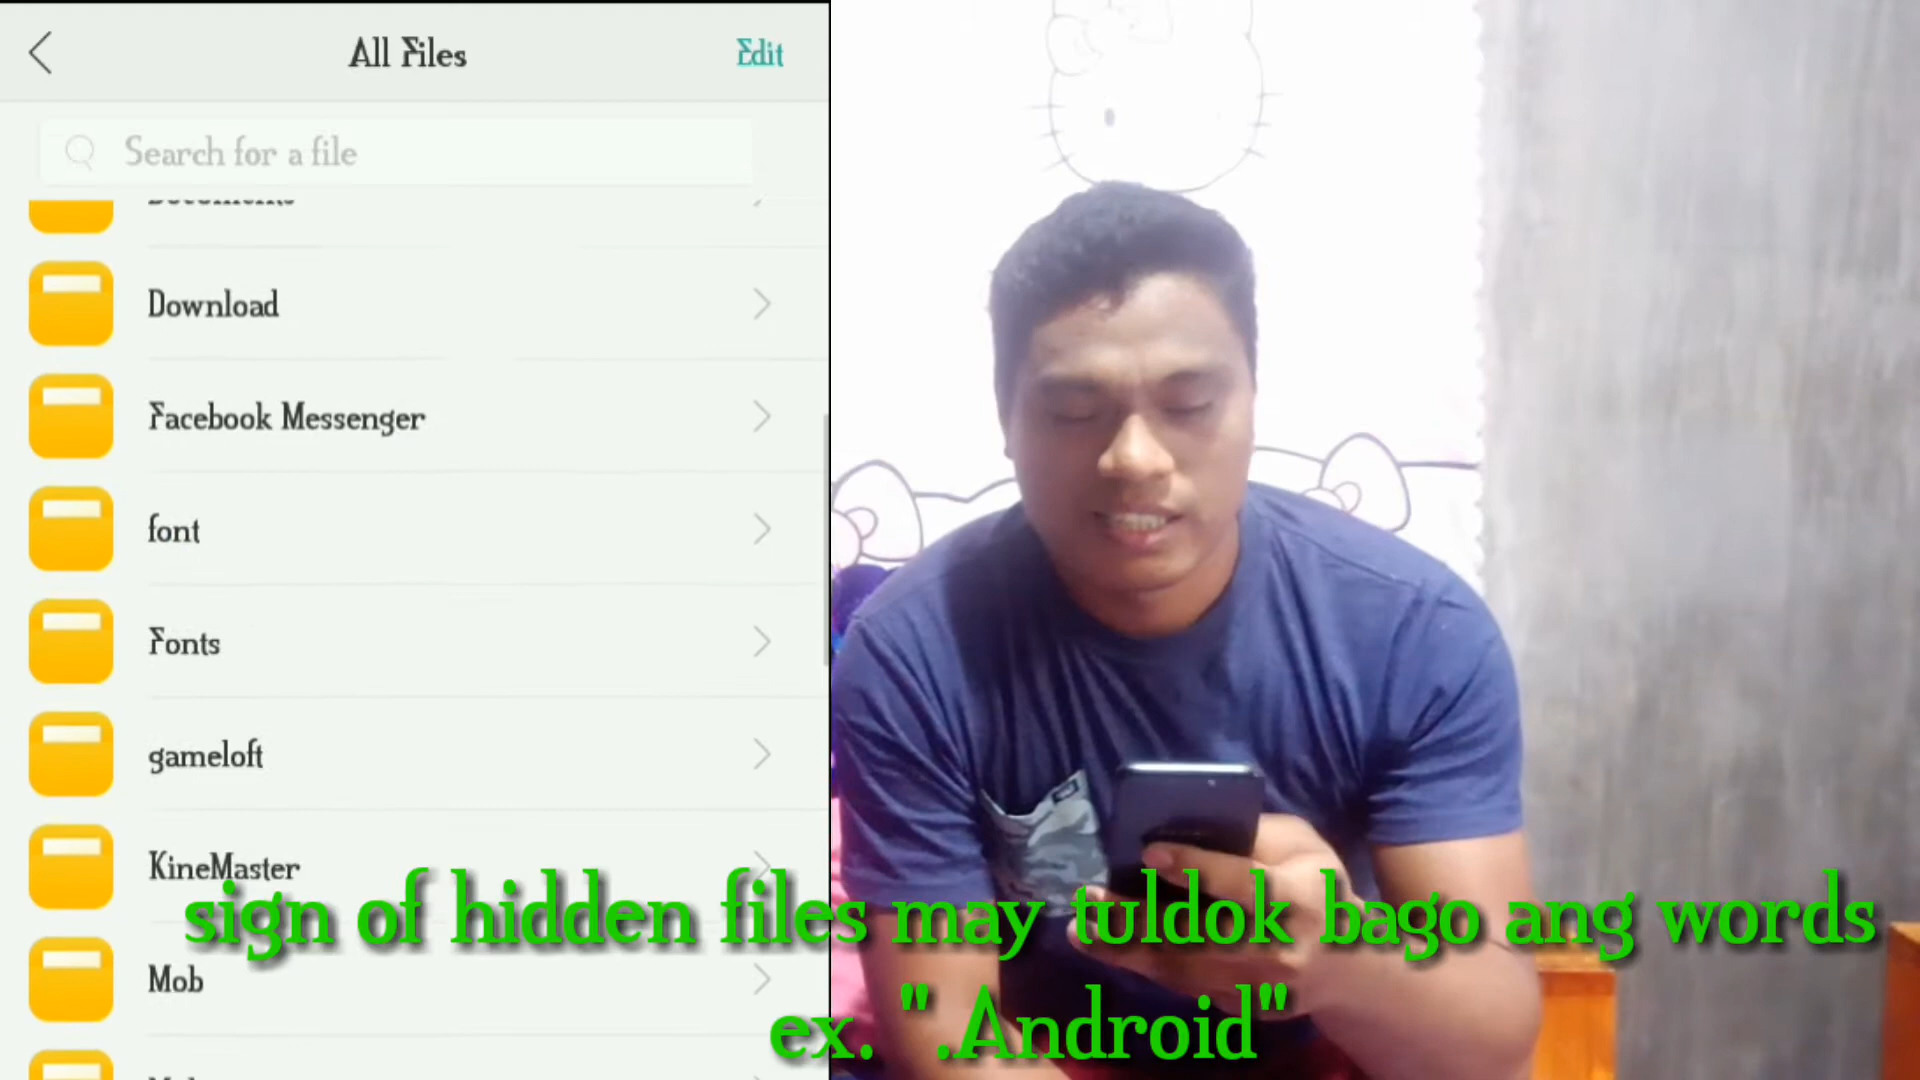 All Files
Edit
Search for a file
Documents
Download
Facebook Messenger
font
Fonts
gameloft
KineMaster
Mob
sign of hidden files may tuldok bago ang words
ex. ".Android"